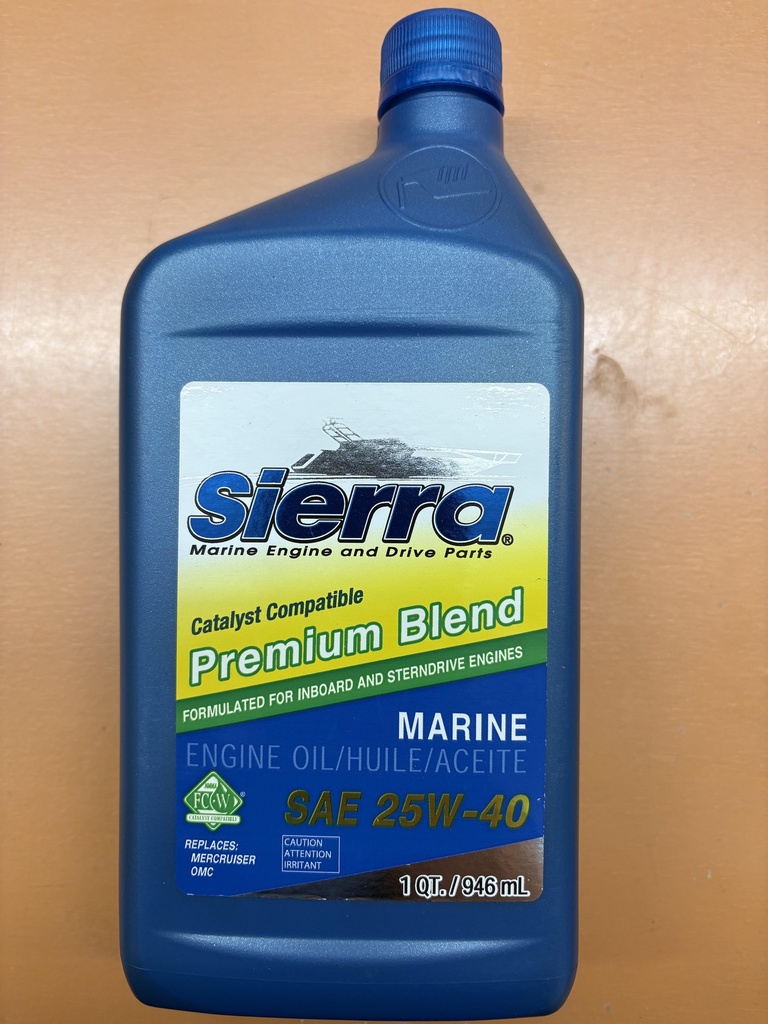 Sierra®
Marine Engine and Drive Parts
Catalyst Compatible
Premium Blend
FORMULATED FOR INBOARD AND STERNDRIVE ENGINES
MARINE
ENGINE OIL/HUILE/ACEITE
NMMA
FC-W®
CATALYST COMPATIBLE
SAE 25W-40
REPLACES:
MERCRUISER
OMC
CAUTION
ATTENTION
IRRITANT
1 QT. / 946 mL